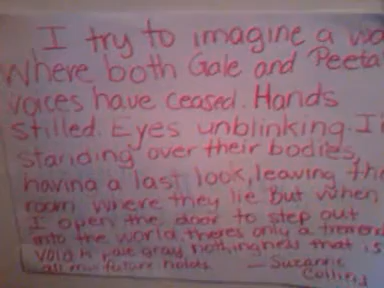 I try to imagine a wo
where both Gale and Peeta
voices have ceased. Hands
stilled. Eyes unblinking. I'
standing over their bodies,
having a last look, leaving th
room where they lie But when
I open the door to step out
into the world, theres only a tremend
void pale gray nothingness that is
all my future holds. —Suzanne
Collins